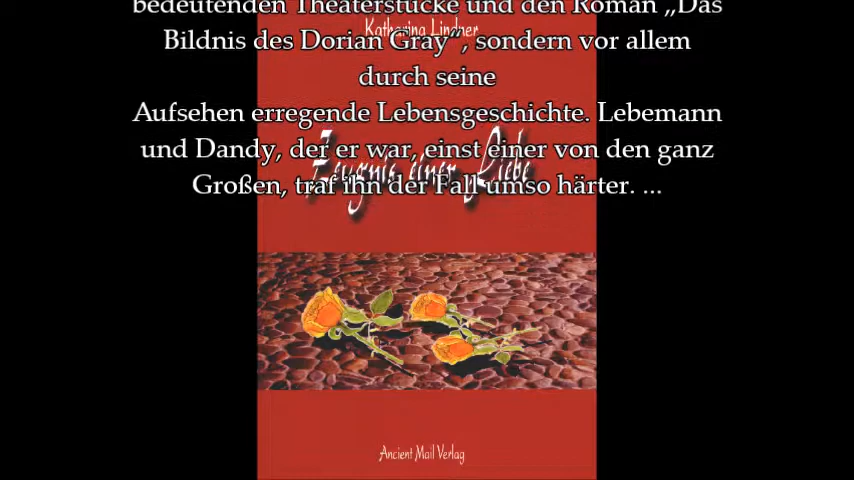 bedeutenden Theaterstücke und den Roman „Das
Katharina Lindner
Bildnis des Dorian Gray“, sondern vor allem
durch seine
Aufsehen erregende Lebensgeschichte. Lebemann
und Dandy, der er war, einst einer von den ganz
Zeugnis einer Liebe
Großen, traf ihn der Fall umso härter. ...
Ancient Mail Verlag